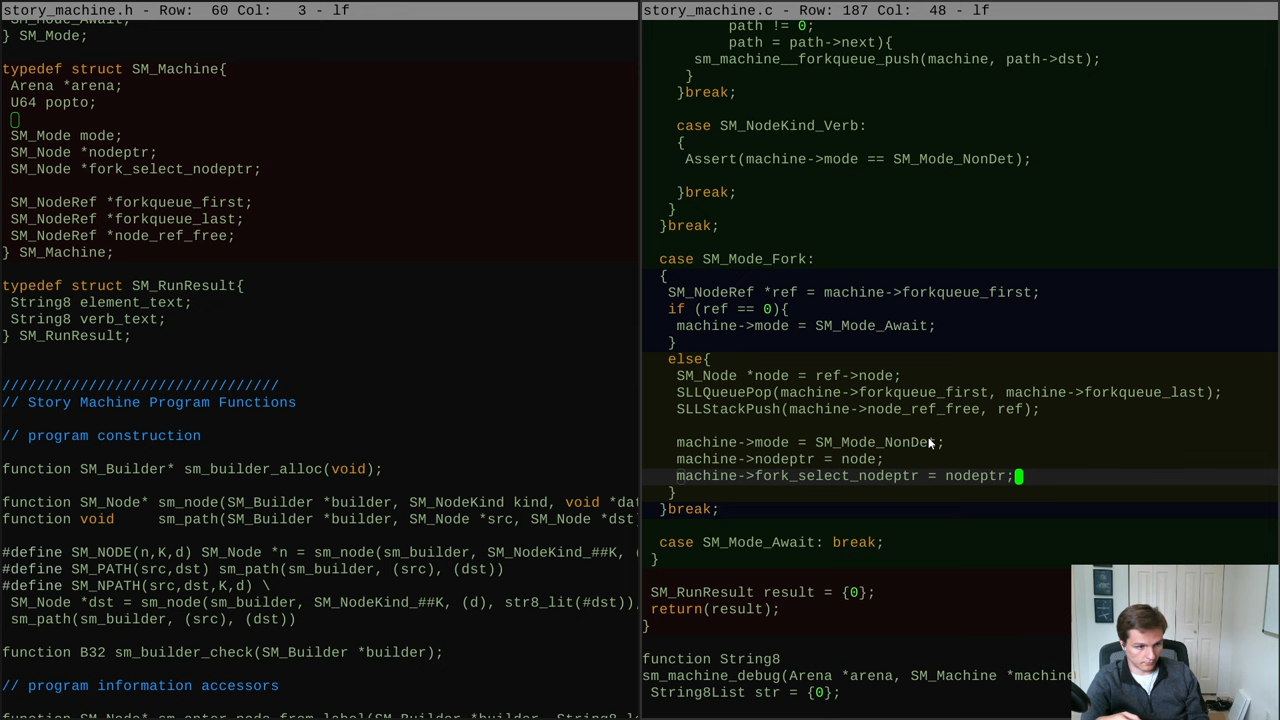 story_machine.h - Row:  60 Col:   3 - lf
SM_Mode_Await;
} SM_Mode;
typedef struct SM_Machine{
Arena *arena;
U64 popto;
SM_Mode mode;
SM_Node *nodeptr;
SM_Node *fork_select_nodeptr;
SM_NodeRef *forkqueue_first;
SM_NodeRef *forkqueue_last;
SM_NodeRef *node_ref_free;
} SM_Machine;
typedef struct SM_RunResult{
String8 element_text;
String8 verb_text;
} SM_RunResult;
////////////////////////////////
// Story Machine Program Functions
// program construction
function SM_Builder* sm_builder_alloc(void);
function SM_Node* sm_node(SM_Builder *builder, SM_NodeKind kind, void *dat
function void     sm_path(SM_Builder *builder, SM_Node *src, SM_Node *dst
#define SM_NODE(n,K,d) SM_Node *n = sm_node(sm_builder, SM_NodeKind_##K, (
#define SM_PATH(src,dst) sm_path(sm_builder, (src), (dst))
#define SM_NPATH(src,dst,K,d) \
SM_Node *dst = sm_node(sm_builder, SM_NodeKind_##K, (d), str8_lit(#dst))
sm_path(sm_builder, (src), (dst))
function B32 sm_builder_check(SM_Builder *builder);
// program information accessors
story_machine.c - Row: 187 Col:  48 - lf
path != 0;
path = path->next){
sm_machine__forkqueue_push(machine, path->dst);
}
}break;
case SM_NodeKind_Verb:
{
Assert(machine->mode == SM_Mode_NonDet);
}break;
}
}break;
case SM_Mode_Fork:
{
SM_NodeRef *ref = machine->forkqueue_first;
if (ref == 0){
machine->mode = SM_Mode_Await;
}
else{
SM_Node *node = ref->node;
SLLQueuePop(machine->forkqueue_first, machine->forkqueue_last);
SLLStackPush(machine->node_ref_free, ref);
machine->mode = SM_Mode_NonDet;
machine->nodeptr = node;
machine->fork_select_nodeptr = nodeptr;
}
}break;
case SM_Mode_Await: break;
}
SM_RunResult result = {0};
return(result);
}
function String8
sm_machine_debug(Arena *arena, SM_Machine *machine
String8List str = {0};